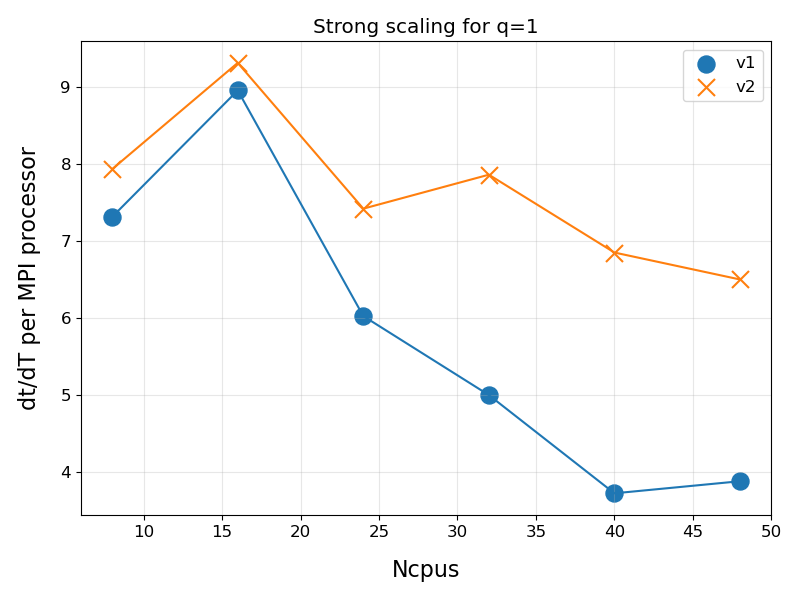 Strong scaling for q=1
v1
v2
dt/dT per MPI processor
9
8
7
6
5
4
10 15 20 25 30 35 40 45 50
Ncpus